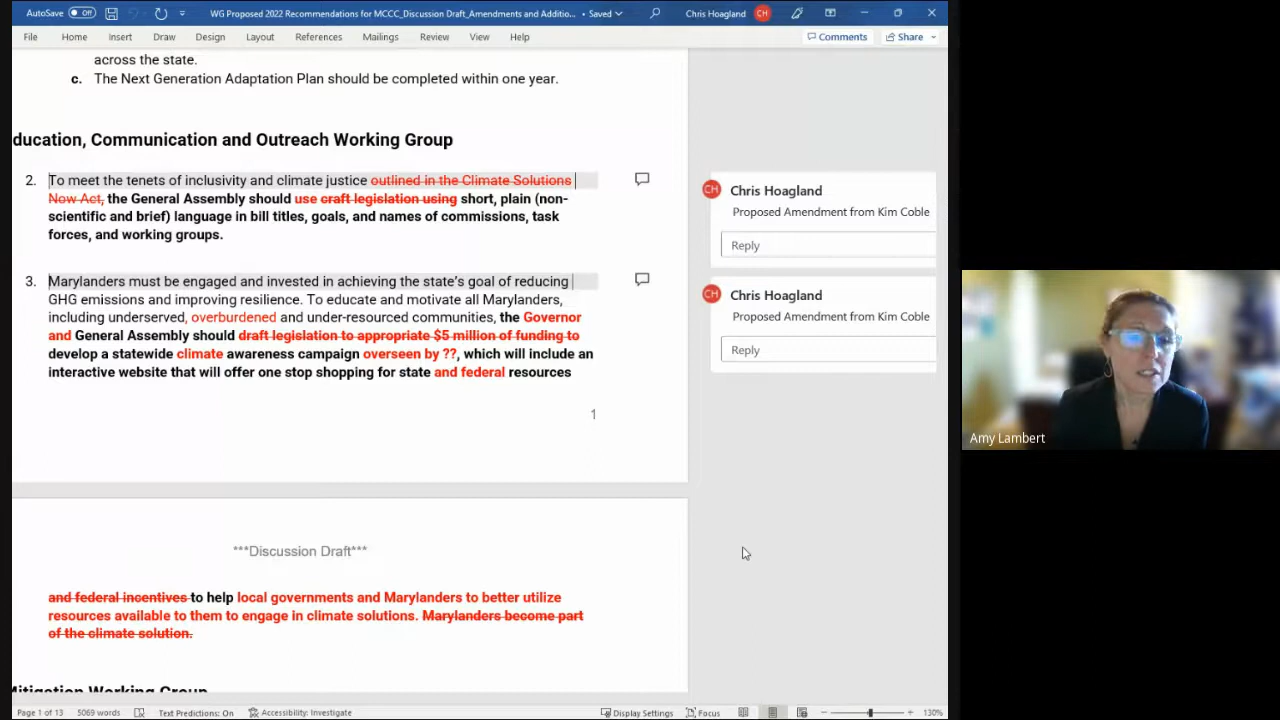 AutoSave Off WG Proposed 2022 Recommendations for MCCC_Discussion Draft_Amendments and Additio... • Saved Chris Hoagland CH
File Home Insert Draw Design Layout References Mailings Review View Help Comments Share
across the state.
c. The Next Generation Adaptation Plan should be completed within one year.
ducation, Communication and Outreach Working Group
2. To meet the tenets of inclusivity and climate justice outlined in the Climate Solutions
Now Act, the General Assembly should use craft legislation using short, plain (non-
scientific and brief) language in bill titles, goals, and names of commissions, task
forces, and working groups.
CH Chris Hoagland
Proposed Amendment from Kim Coble
Reply
3. Marylanders must be engaged and invested in achieving the state's goal of reducing
GHG emissions and improving resilience. To educate and motivate all Marylanders,
including underserved, overburdened and under-resourced communities, the Governor
and General Assembly should draft legislation to appropriate $5 million of funding to
develop a statewide climate awareness campaign overseen by ??, which will include an
interactive website that will offer one stop shopping for state and federal resources
CH Chris Hoagland
Proposed Amendment from Kim Coble
Reply
1
Amy Lambert
***Discussion Draft***
and federal incentives to help local governments and Marylanders to better utilize
resources available to them to engage in climate solutions. Marylanders become part
of the climate solution.
Mitigation Working Group
Page 1 of 13 5069 words Text Predictions: On Accessibility: Investigate Display Settings Focus 130%